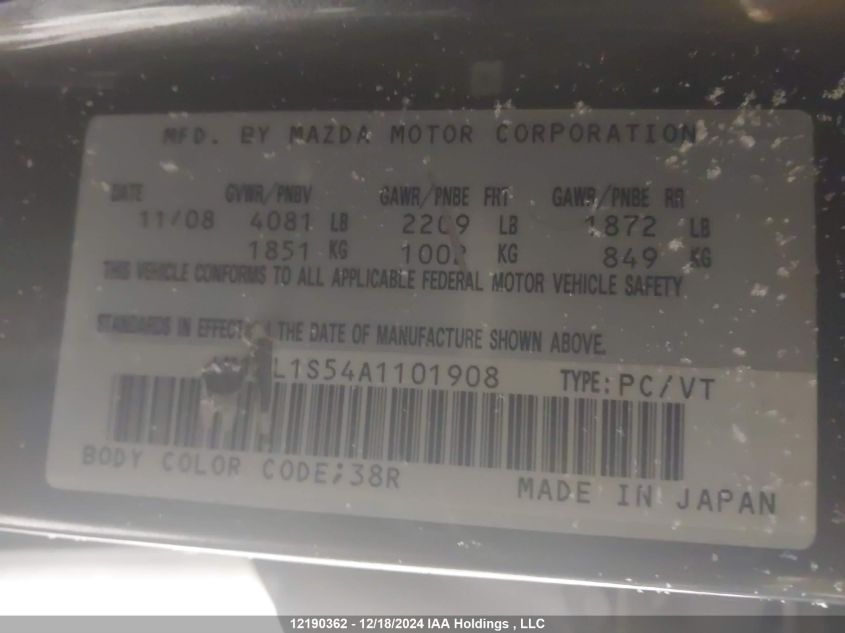 MFD. BY MAZDA MOTOR CORPORATION
DATE GVWR/PNBV GAWR/PNBE FRT GAWR/PNBE RR
11/08 4081 LB 2209 LB 1872 LB
1851 KG KG 849 KG
THIS VEHICLE CONFORMS TO ALL APPLICABLE FEDERAL MOTOR VEHICLE SAFETY
STANDARDS IN EFFECT THE DATE OF MANUFACTURE SHOWN ABOVE.
L1S54A1101908 TYPE: PC/VT
BODY COLOR CODE;38R
MADE IN JAPAN
12190362 - 12/18/2024 IAA Holdings , LLC